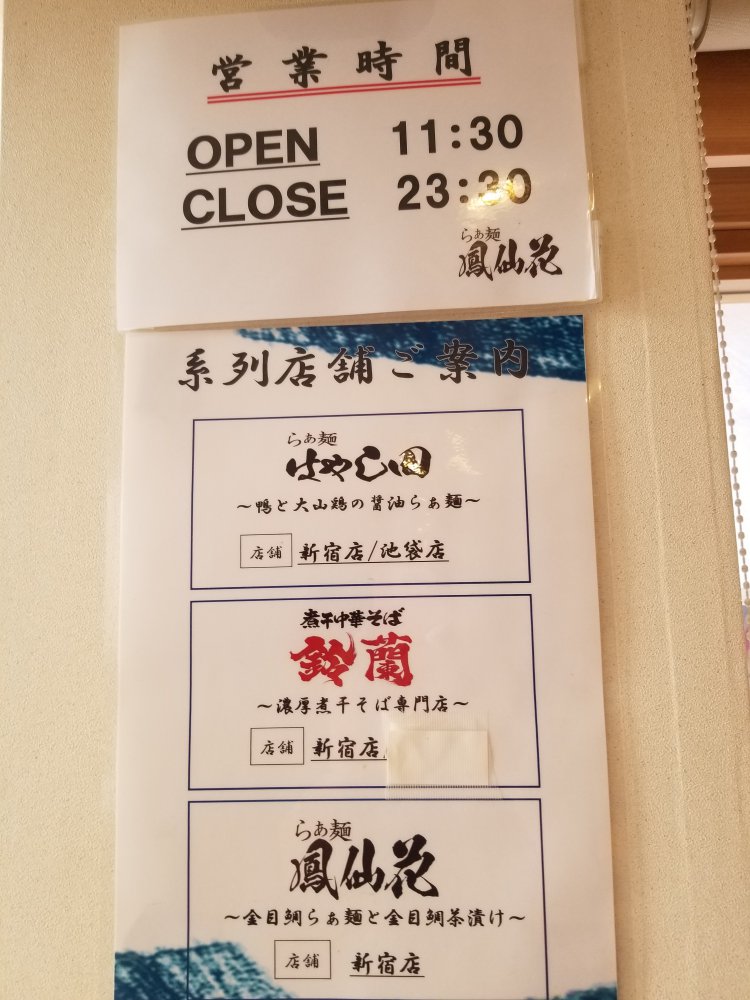 営業時間
OPEN 11:30
CLOSE 23:30
らぁ麺
鳳仙花
系列店舗ご案内
らぁ麺
はやし田
～鴨と大山鶏の醤油らぁ麺～
店舗 新宿店/池袋店
煮干中華そば
鈴蘭
～濃厚煮干そば専門店～
店舗 新宿店
らぁ麺
鳳仙花
～金目鯛らぁ麺と金目鯛茶漬け～
店舗 新宿店